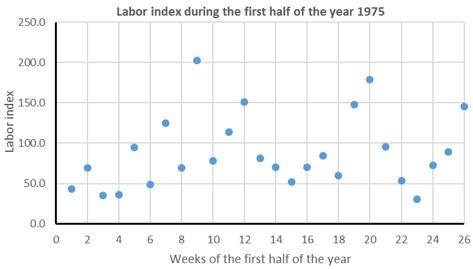 Labor index during the first half of the year 1975
250.0
200.0
150.0
100.0
50.0
0.0
Labor index
0 2 4 6 8 10 12 14 16 18 20 22 24 26
Weeks of the first half of the year